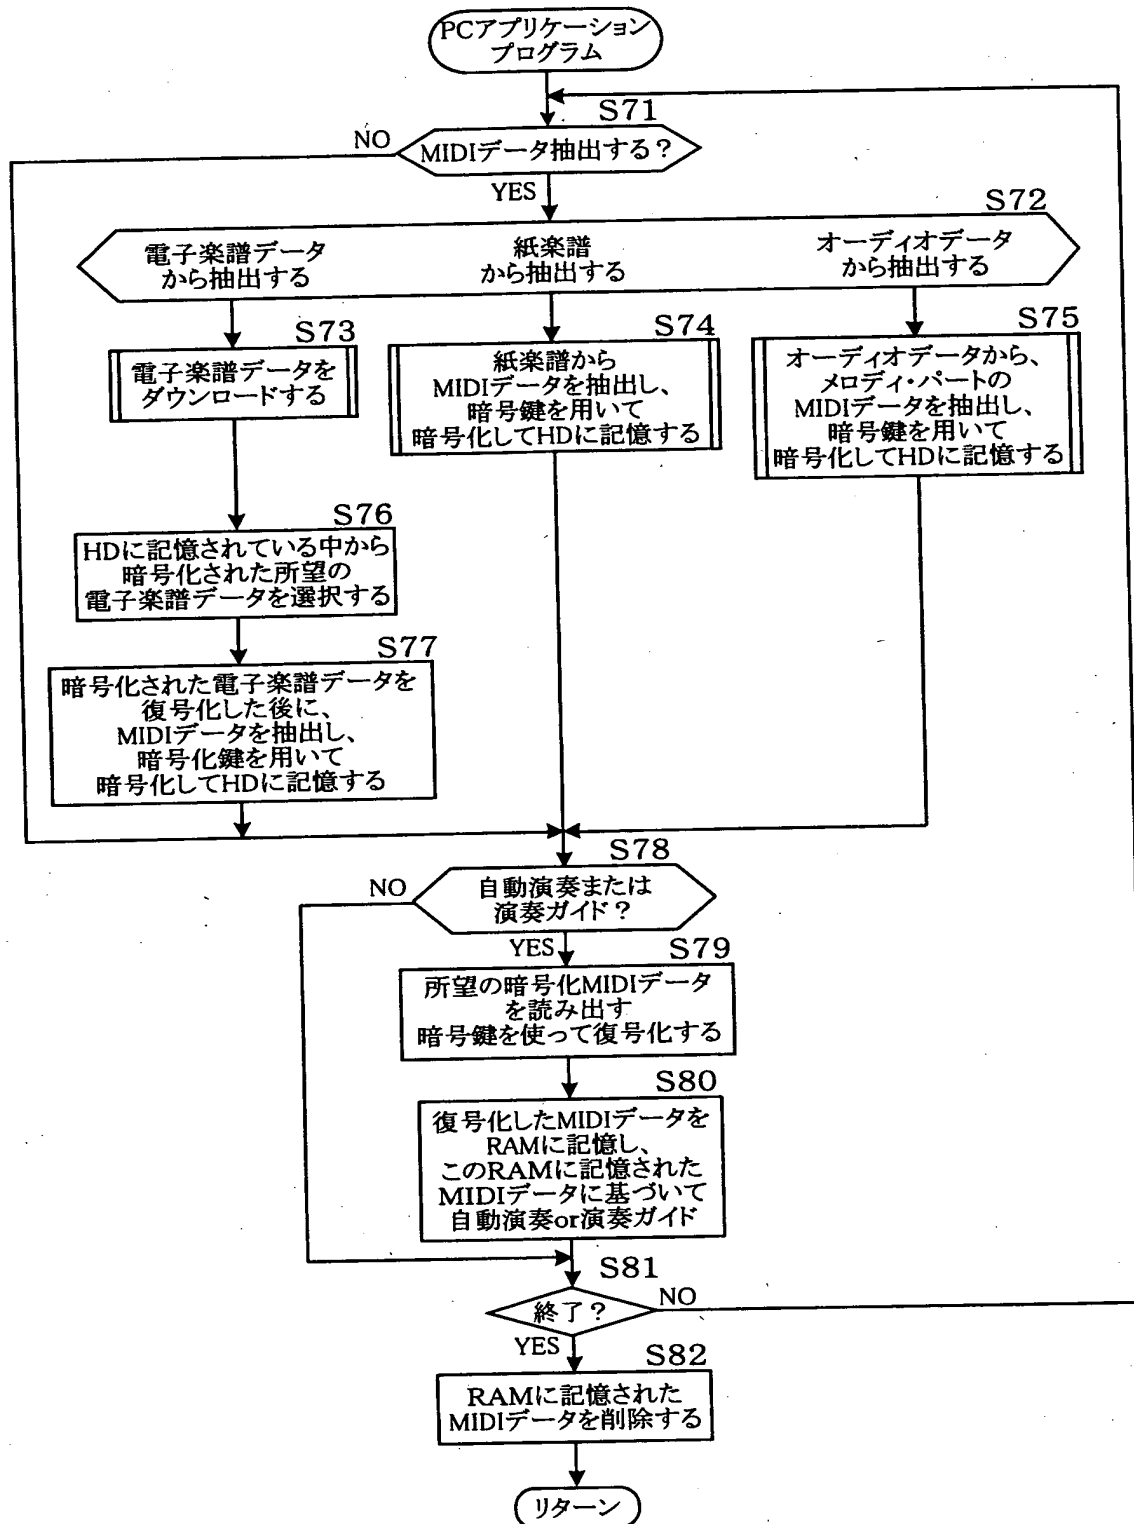 PCアプリケーション
プログラム
S71
NO
MIDIデータ抽出する?
YES
S72
電子楽譜データ
から抽出する
紙楽譜
から抽出する
オーディオデータ
から抽出する
S73
電子楽譜データを
ダウンロードする
S74
紙楽譜から
MIDIデータを抽出し、
暗号鍵を用いて
暗号化してHDに記憶する
S75
オーディオデータから、
メロディ・パートの
MIDIデータを抽出し、
暗号鍵を用いて
暗号化してHDに記憶する
S76
HDに記憶されている中から
暗号化された所望の
電子楽譜データを選択する
S77
暗号化された電子楽譜データを
復号化した後に、
MIDIデータを抽出し、
暗号化鍵を用いて
暗号化してHDに記憶する
S78
NO
自動演奏または
演奏ガイド?
YES
S79
所望の暗号化MIDIデータ
を読み出す
暗号鍵を使って復号化する
S80
復号化したMIDIデータを
RAMに記憶し、
このRAMに記憶された
MIDIデータに基づいて
自動演奏or演奏ガイド
S81
終了?
NO
YES
S82
RAMに記憶された
MIDIデータを削除する
リターン